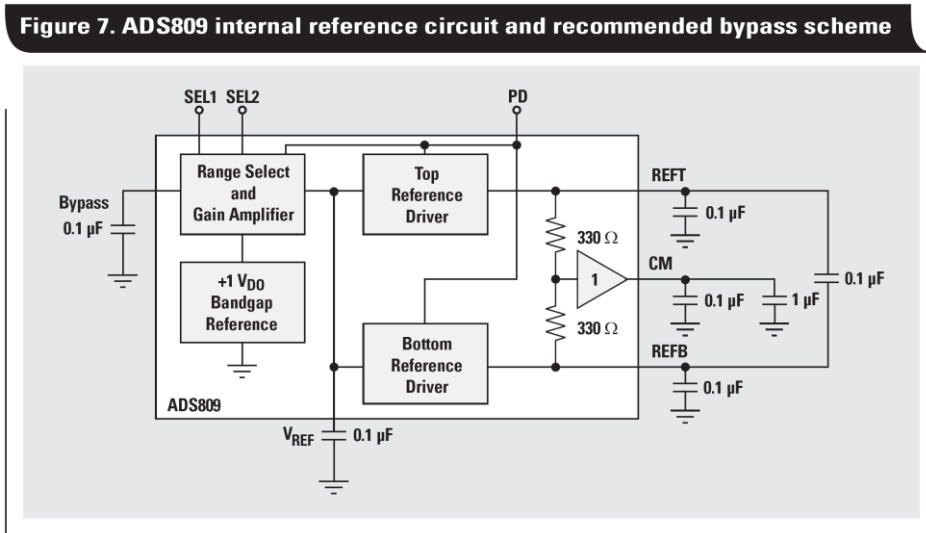 Figure 7. ADS809 internal reference circuit and recommended bypass scheme
SEL1 SEL2
PD
Range Select
and
Gain Amplifier
Top
Reference
Driver
REFT
Bypass
0.1 µF
0.1 µF
330 Ω
CM
+1 VDO
Bandgap
Reference
1
0.1 µF
1 µF
0.1 µF
330 Ω
Bottom
Reference
Driver
REFB
0.1 µF
ADS809
VREF
0.1 µF